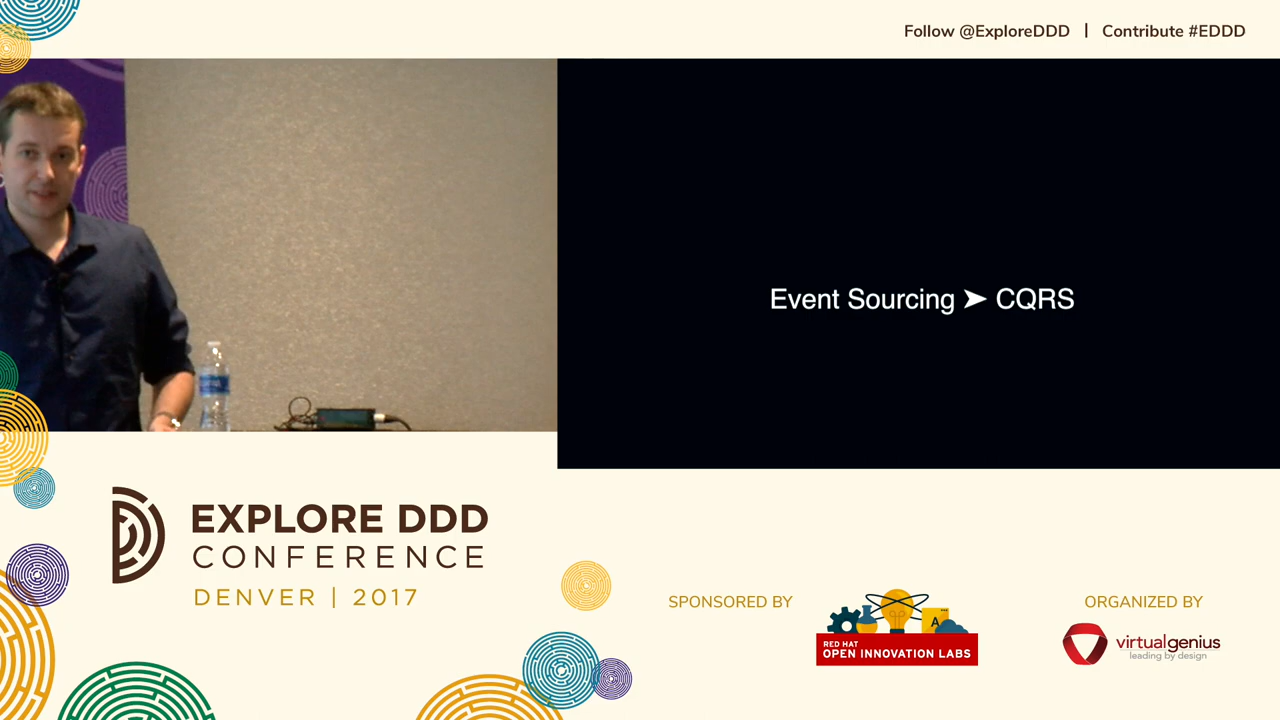 Follow @ExploreDDD | Contribute #EDDD
Event Sourcing ➤ CQRS
EXPLORE DDD
CONFERENCE
DENVER | 2017
SPONSORED BY
A
RED HAT
OPEN INNOVATION LABS
ORGANIZED BY
virtualgenius
leading by design